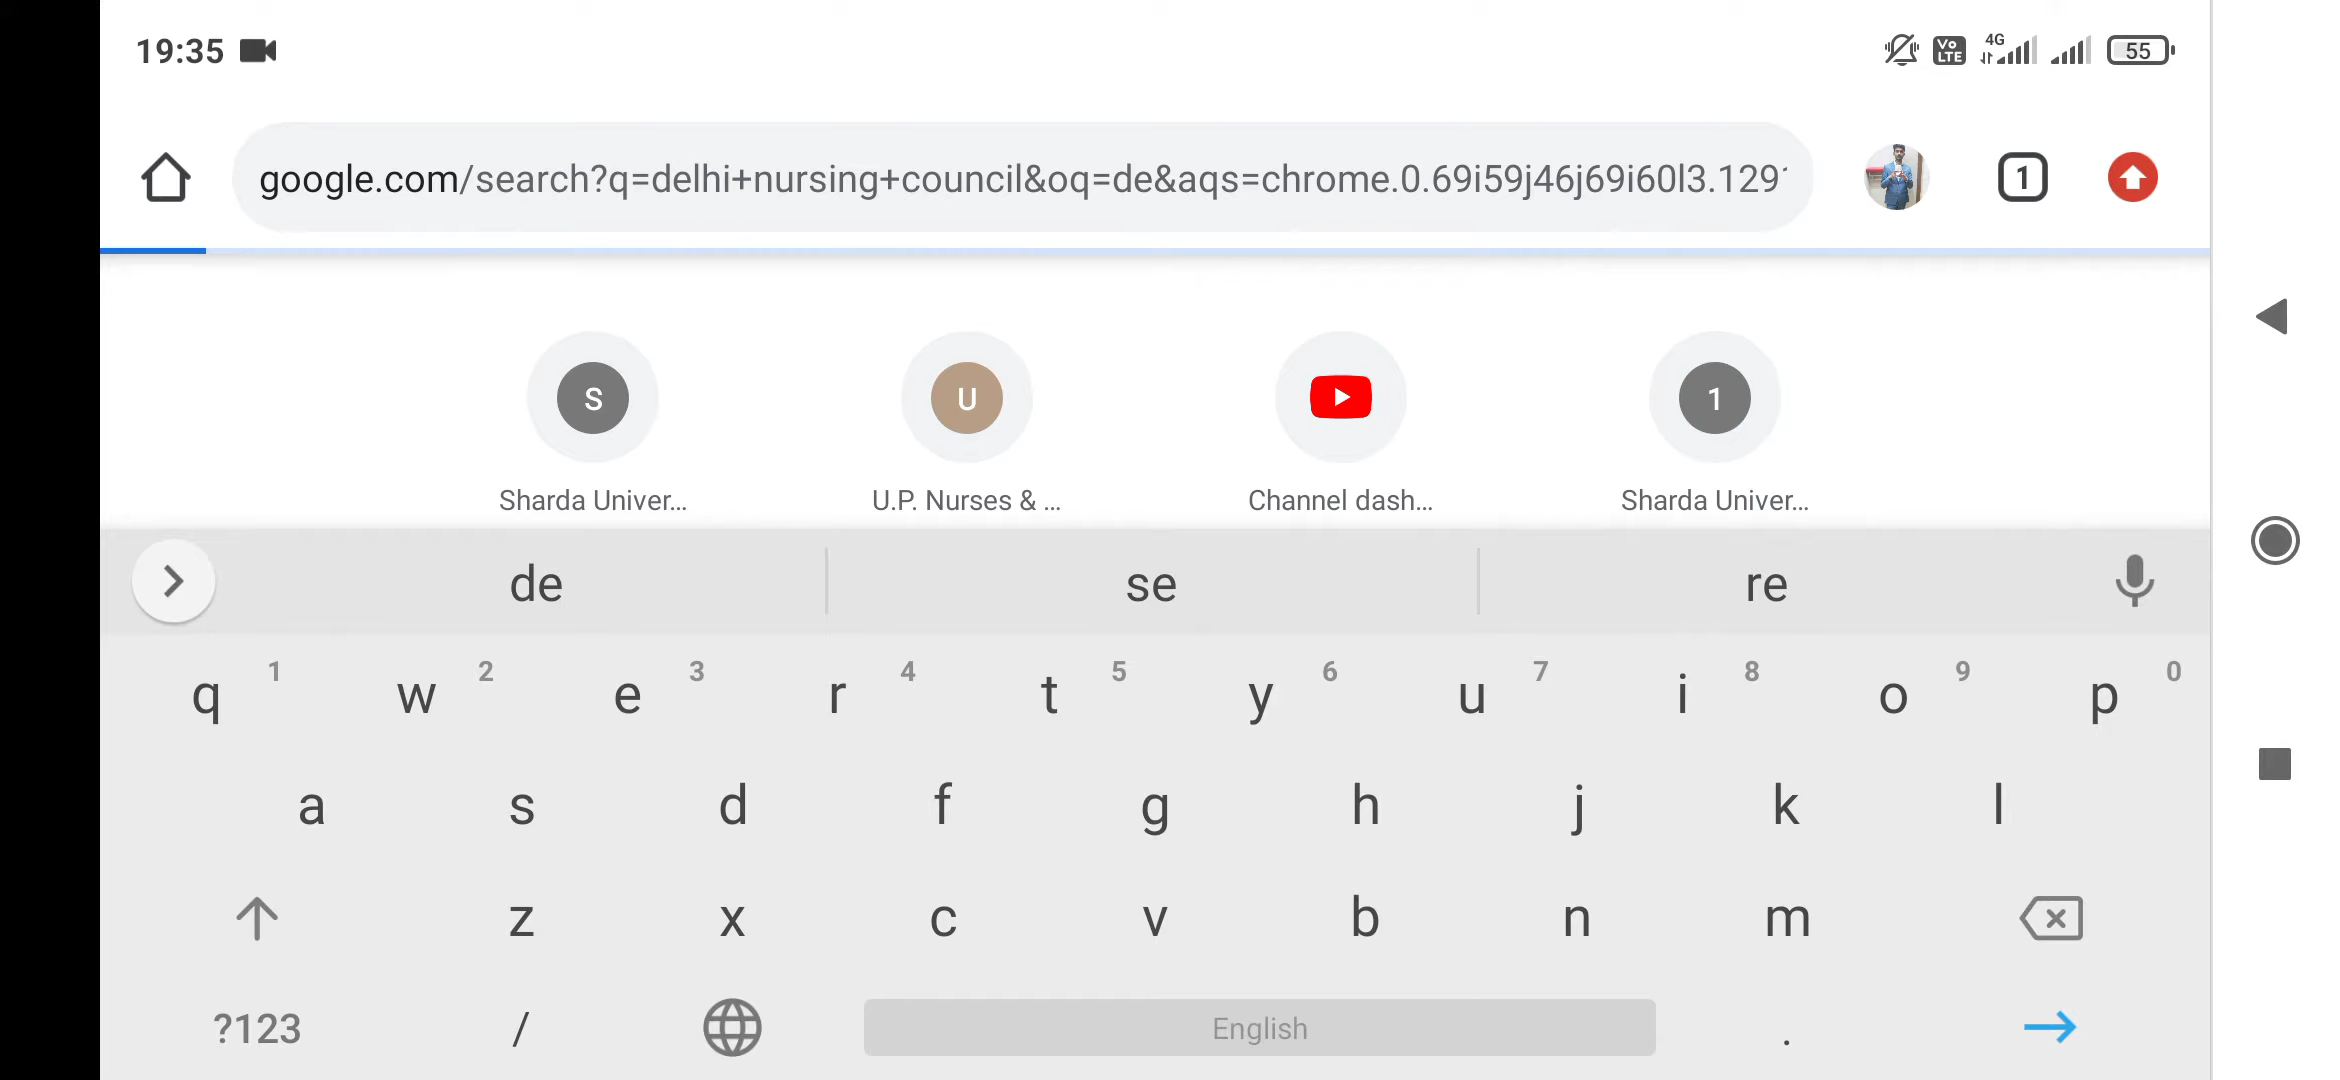 19:35
Vo LTE 4G 55
google.com/search?q=delhi+nursing+council&oq=de&aqs=chrome.0.69i59j46j69i60l3.129
1
S U 1
Sharda Univer... U.P. Nurses & ... Channel dash... Sharda Univer...
de se re
q 1 w 2 e 3 r 4 t 5 y 6 u 7 i 8 o 9 p 0
a s d f g h j k l
z x c v b n m
?123 / English .